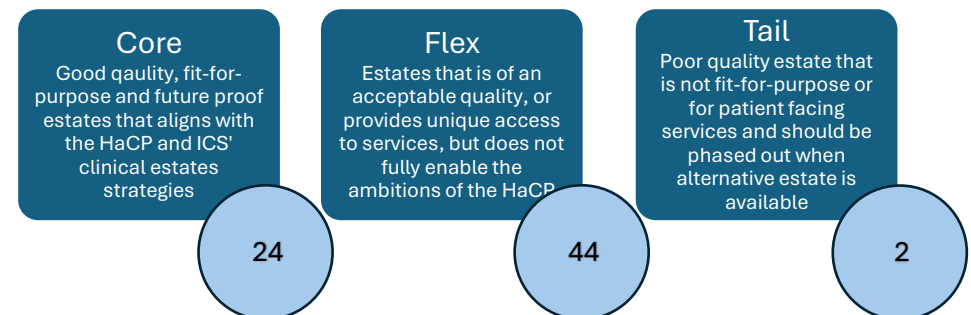 Core
Good qaulity, fit-for-
purpose and future proof
estates that aligns with
the HaCP and ICS'
clinical estates
strategies
24
Flex
Estates that is of an
acceptable quality, or
provides unique access
to services, but does not
fully enable the
ambitions of the HaCP
44
Tail
Poor quality estate that
is not fit-for-purpose or
for patient facing
services and should be
phased out when
alternative estate is
available
2